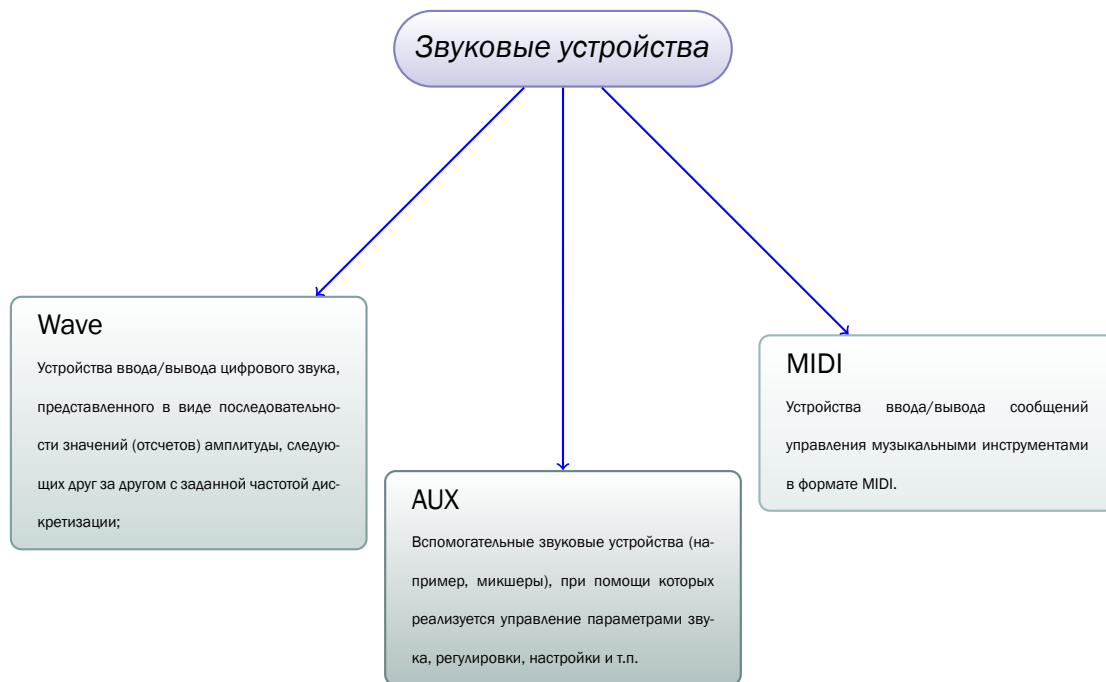 Звуковые устройства
Wave
Устройства ввода/вывода цифрового звука,
представленного в виде последовательно-
сти значений (отсчетов) амплитуды, следую-
щих друг за другом с заданной частотой дис-
кретизации;
AUX
Вспомогательные звуковые устройства (на-
пример, микшеры), при помощи которых
реализуется управление параметрами зву-
ка, регулировки, настройки и т.п.
MIDI
Устройства ввода/вывода сообщений
управления музыкальными инструментами
в формате MIDI.